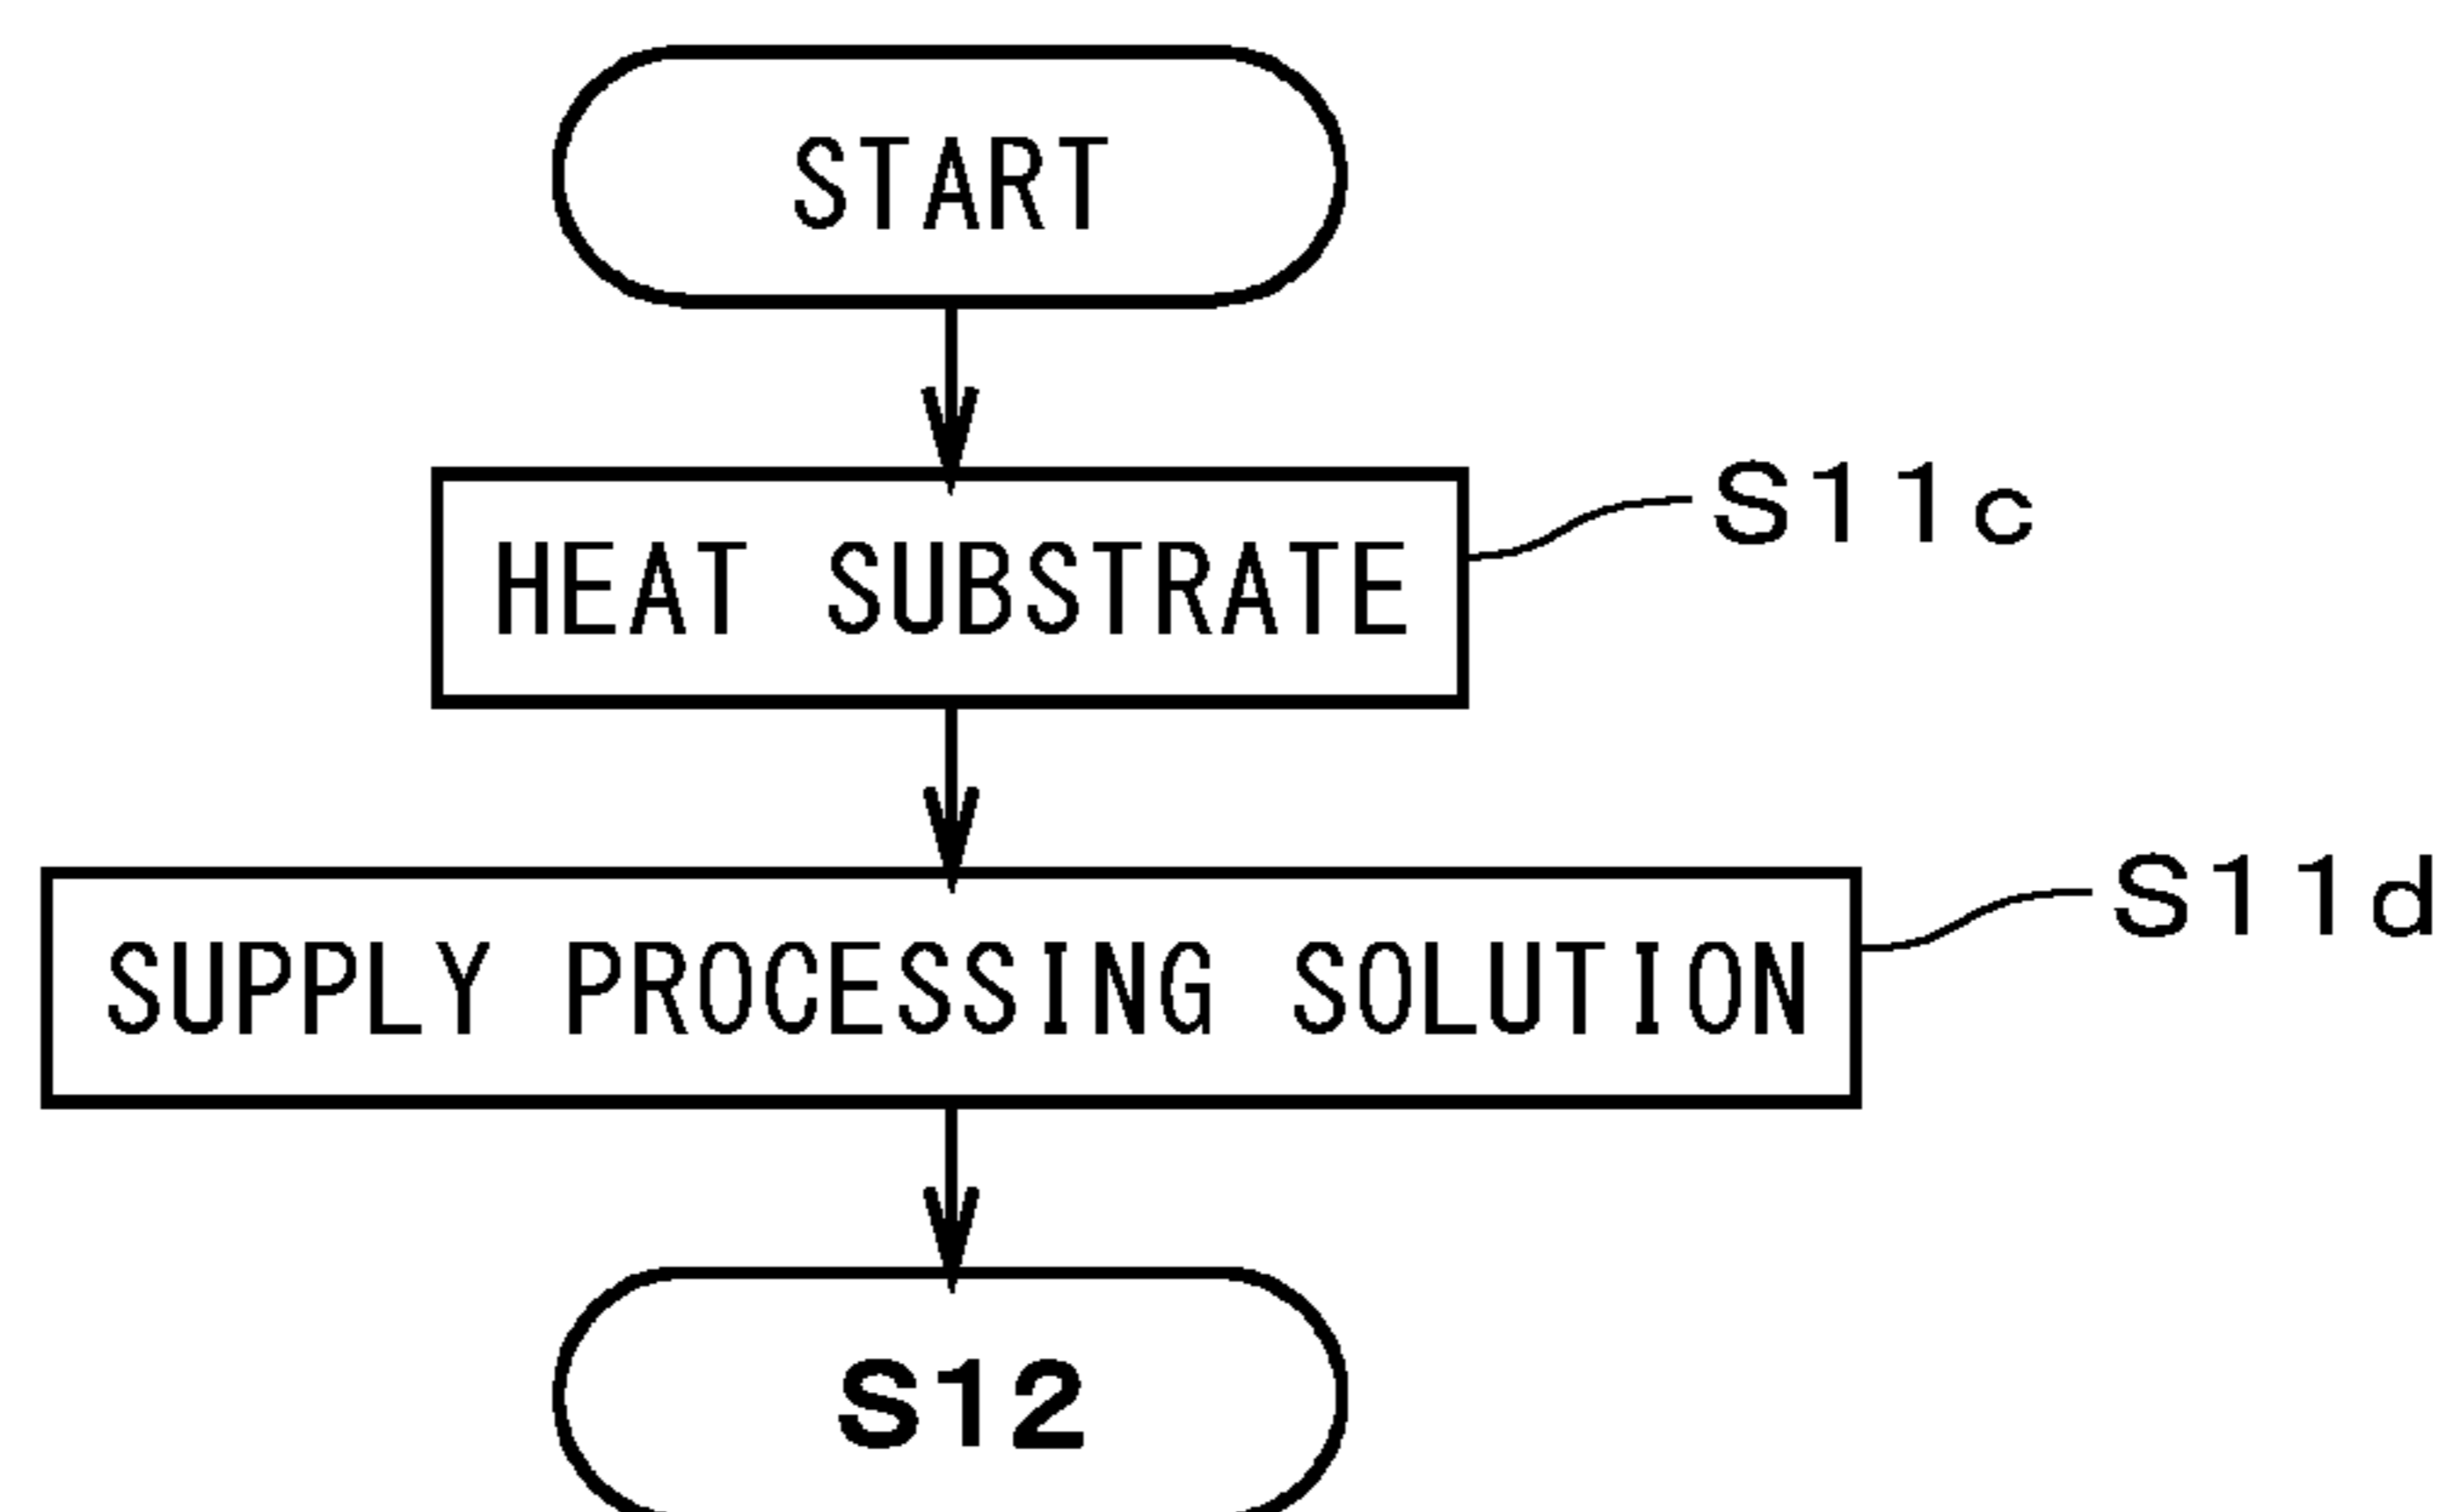 START
S11c
HEAT SUBSTRATE
S11d
SUPPLY PROCESSING SOLUTION
S12